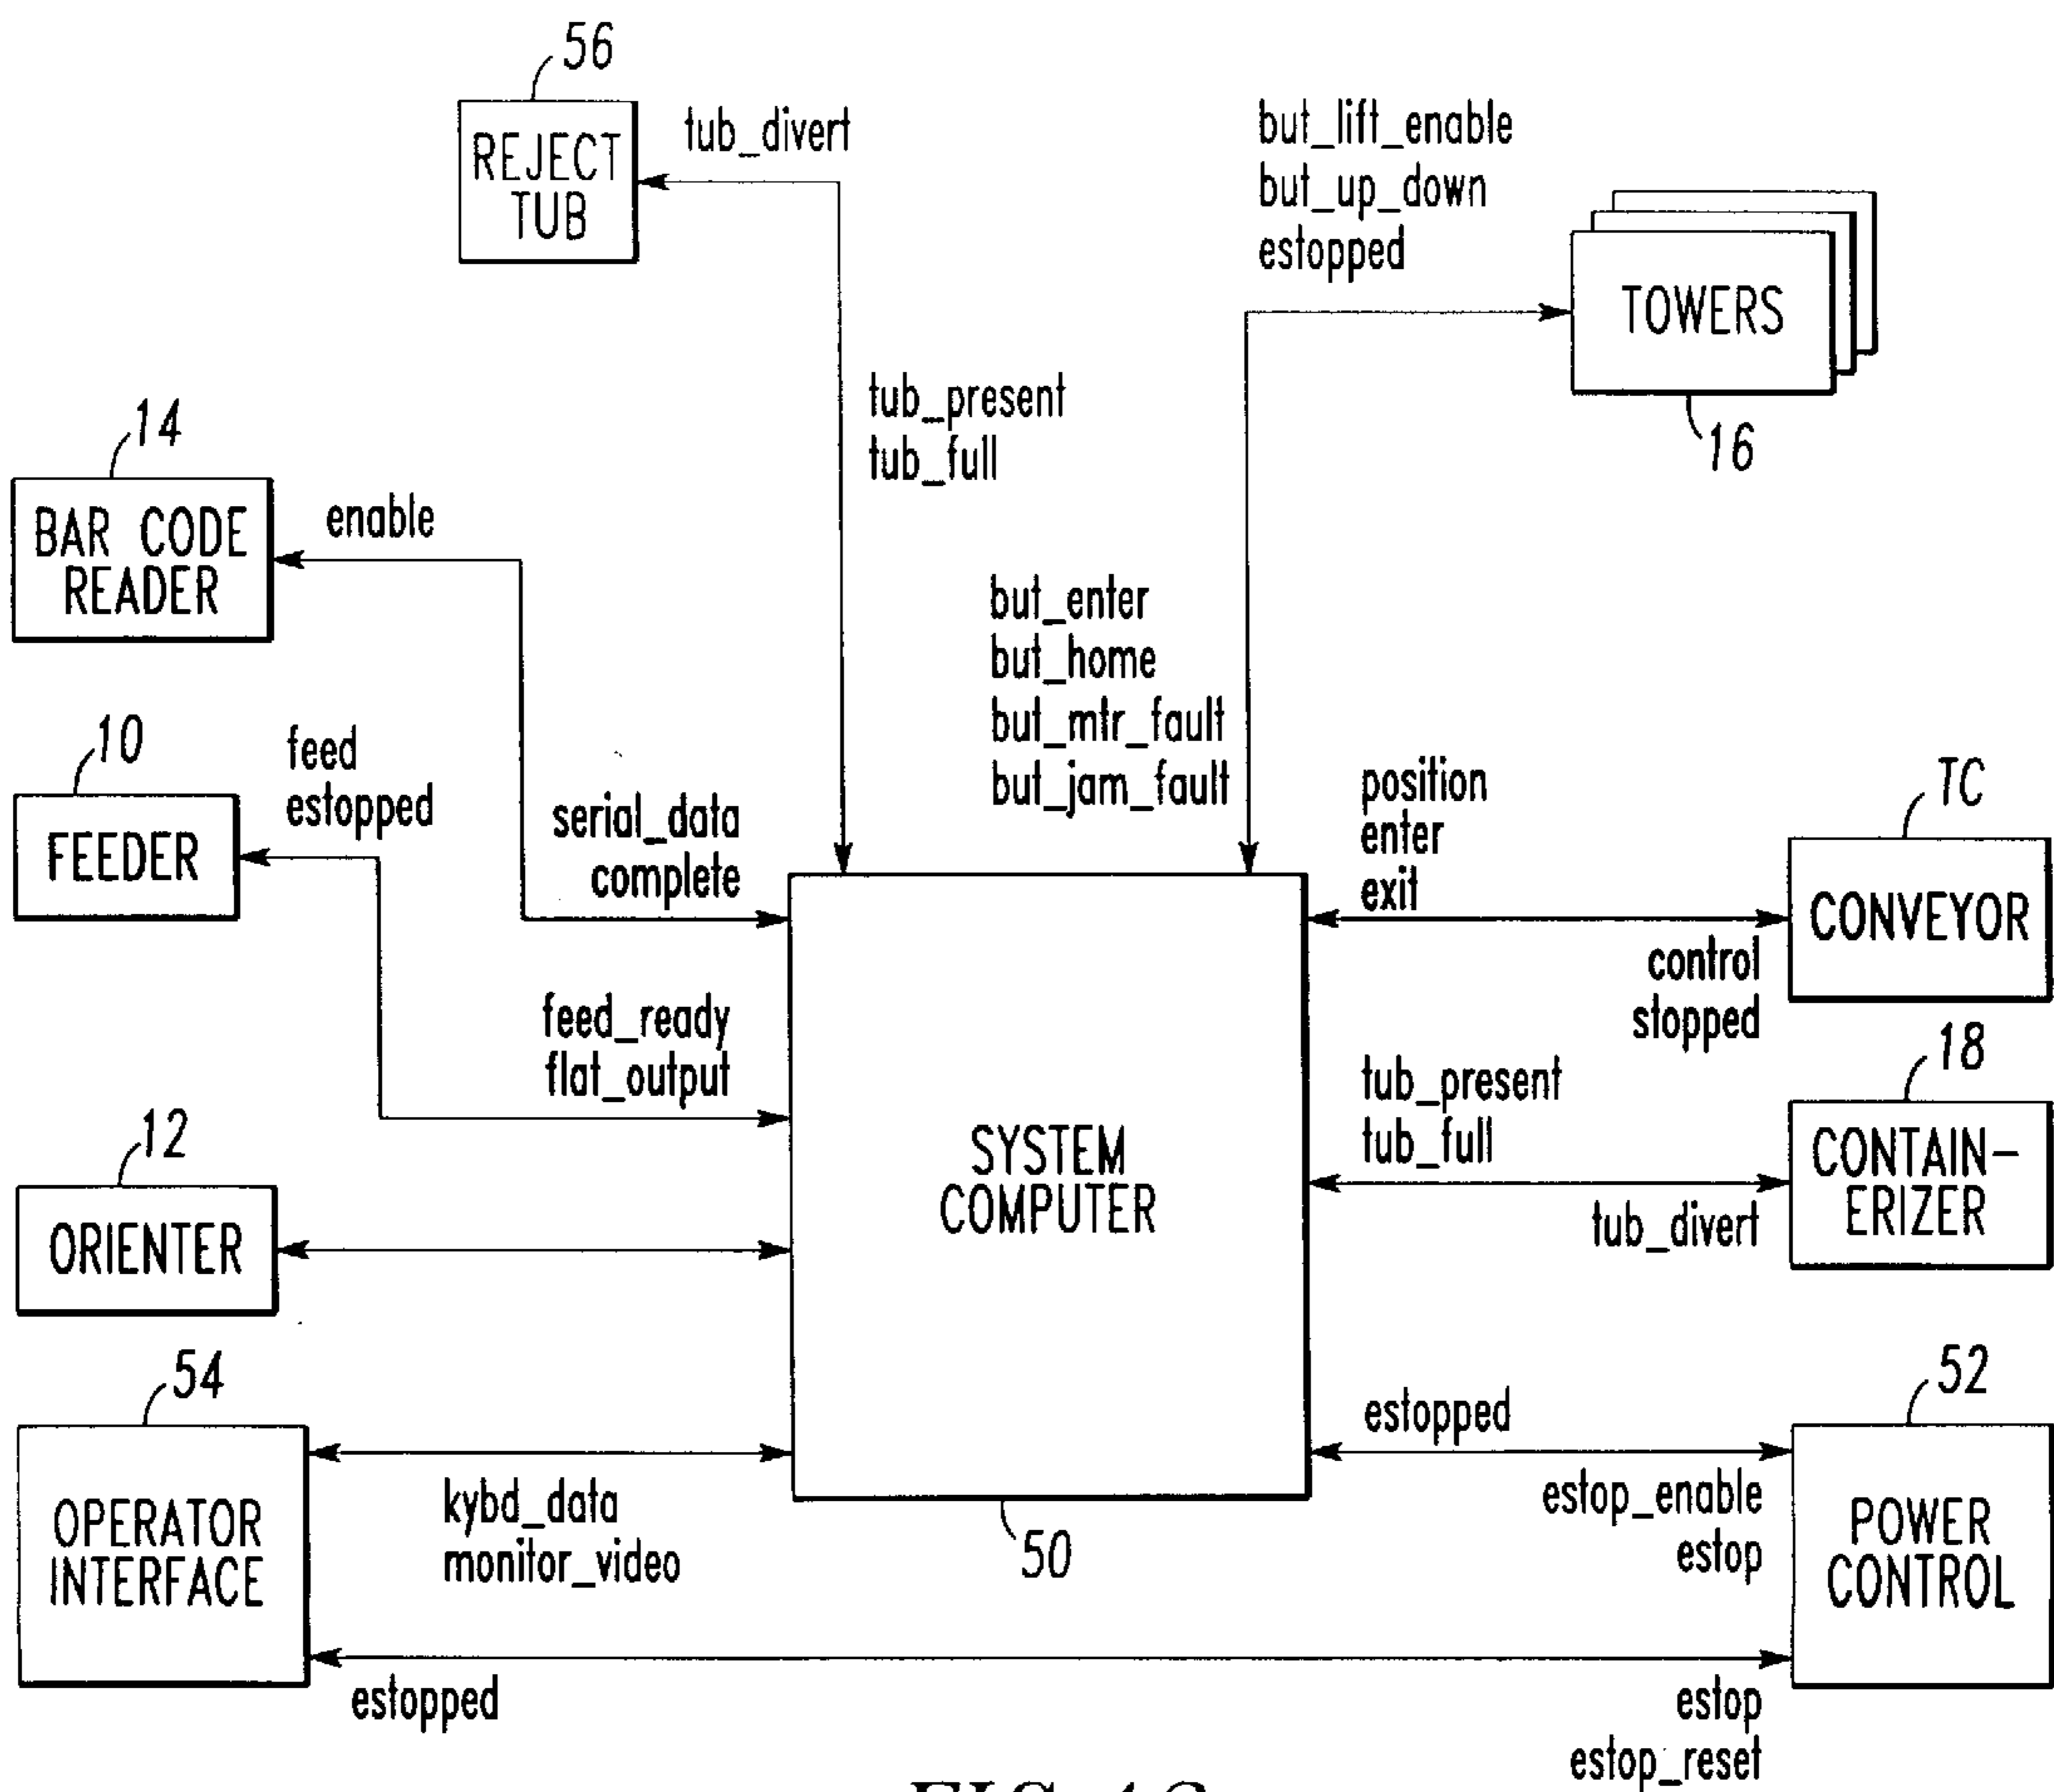 56
REJECT
TUB
tub_divert
but_lift_enable
but_up_down
estopped
TOWERS
16
tub_present
tub_full
14
BAR CODE
READER
enable
but_enter
but_home
but_mtr_fault
but_jam_fault
10
FEEDER
feed
estopped
serial_data
complete
position
enter
exit
TC
CONVEYOR
control
stopped
feed_ready
flat_output
12
ORIENTER
SYSTEM
COMPUTER
50
tub_present
tub_full
18
CONTAIN-
ERIZER
tub_divert
54
OPERATOR
INTERFACE
kybd_data
monitor_video
estopped
52
POWER
CONTROL
estop_enable
estop
estopped
estop
estop_reset